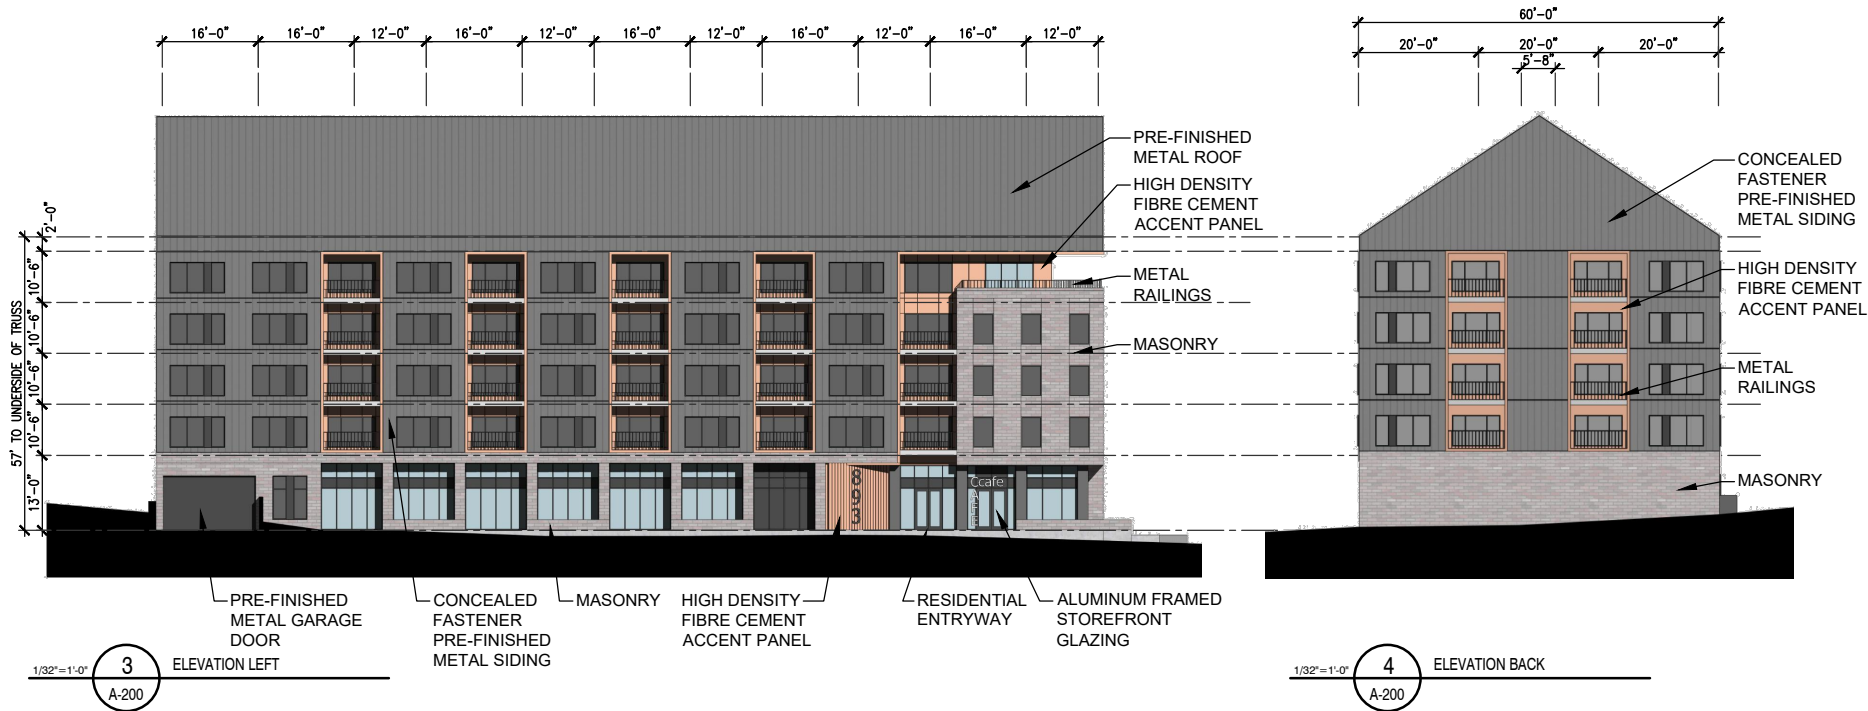 16'-0" 16'-0" 12'-0" 16'-0" 12'-0" 16'-0" 12'-0" 16'-0" 12'-0" 16'-0" 12'-0"
PRE-FINISHED
METAL ROOF
HIGH DENSITY
FIBRE CEMENT
ACCENT PANEL
METAL
RAILINGS
MASONRY
2'-0"
10'-6"
10'-6"
10'-6"
10'-6"
13'-0"
57' TO UNDERSIDE OF TRUSS
893
Ccafe
CAFE
PRE-FINISHED
METAL GARAGE
DOOR
CONCEALED
FASTENER
PRE-FINISHED
METAL SIDING
MASONRY
HIGH DENSITY
FIBRE CEMENT
ACCENT PANEL
RESIDENTIAL
ENTRYWAY
ALUMINUM FRAMED
STOREFRONT
GLAZING
1/32"=1'-0"
3
A-200
ELEVATION LEFT
60'-0"
20'-0" 20'-0" 20'-0"
5'-8"
CONCEALED
FASTENER
PRE-FINISHED
METAL SIDING
HIGH DENSITY
FIBRE CEMENT
ACCENT PANEL
METAL
RAILINGS
MASONRY
1/32"=1'-0"
4
A-200
ELEVATION BACK